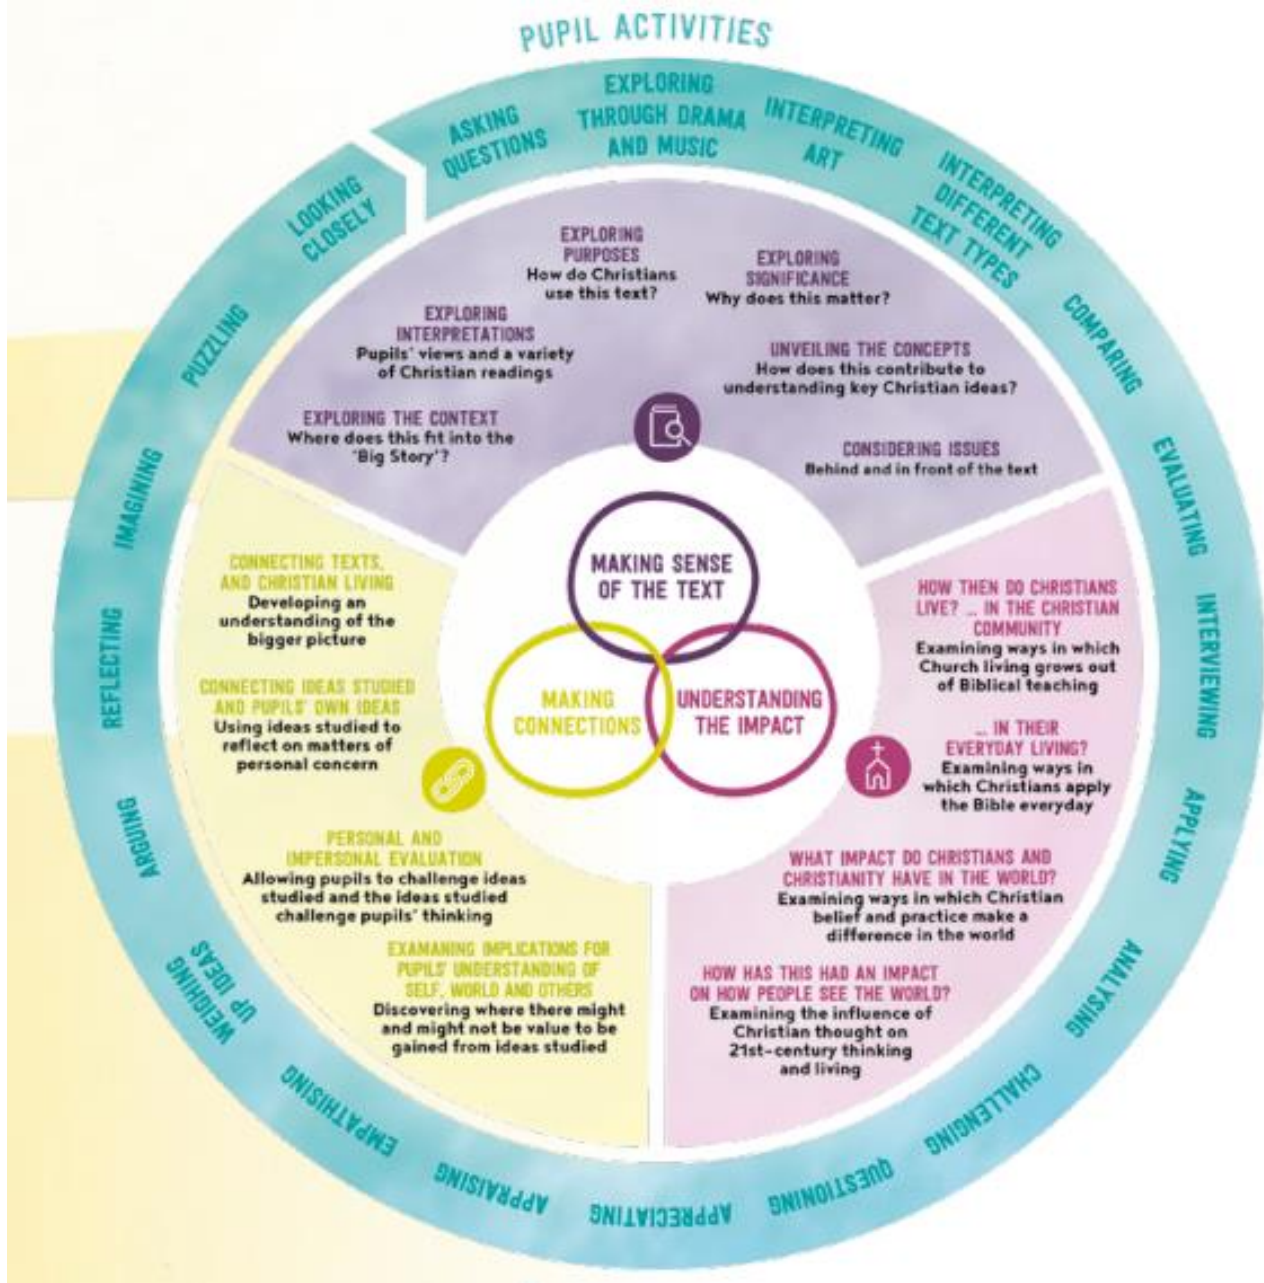 PUPIL ACTIVITIES
ASKING
QUESTIONS
EXPLORING
THROUGH DRAMA
AND MUSIC
INTERPRETING
ART
INTERPRETING
DIFFERENT
TEXT TYPES
COMPARING
EVALUATING
INTERVIEWING
APPLYING
ANALYSING
CHALLENGING
QUESTIONING
APPRECIATING
APPRAISING
EMPATHISING
WEIGHING
UP IDEAS
ARGUING
REFLECTING
IMAGINING
PUZZLING
LOOKING
CLOSELY
EXPLORING
PURPOSES
How do Christians
use this text?
EXPLORING
SIGNIFICANCE
Why does this matter?
EXPLORING
INTERPRETATIONS
Pupils' views and a variety
of Christian readings
UNVEILING THE CONCEPTS
How does this contribute to
understanding key Christian ideas?
EXPLORING THE CONTEXT
Where does this fit into the
'Big Story'?
CONSIDERING ISSUES
Behind and in front of the text
MAKING SENSE
OF THE TEXT
MAKING
CONNECTIONS
UNDERSTANDING
THE IMPACT
CONNECTING TEXTS,
AND CHRISTIAN LIVING
Developing an
understanding of the
bigger picture
CONNECTING IDEAS STUDIED
AND PUPILS' OWN IDEAS
Using ideas studied to
reflect on matters of
personal concern
PERSONAL AND
IMPERSONAL EVALUATION
Allowing pupils to challenge ideas
studied and the ideas studied
challenge pupils' thinking
EXAMANING IMPLICATIONS FOR
PUPILS' UNDERSTANDING OF
SELF, WORLD AND OTHERS
Discovering where there might
and might not be value to be
gained from ideas studied
HOW THEN DO CHRISTIANS
LIVE? ... IN THE CHRISTIAN
COMMUNITY
Examining ways in which
Church living grows out
of Biblical teaching
... IN THEIR
EVERYDAY LIVING?
Examining ways in
which Christians apply
the Bible everyday
WHAT IMPACT DO CHRISTIANS AND
CHRISTIANITY HAVE IN THE WORLD?
Examining ways in which Christian
belief and practice make a
difference in the world
HOW HAS THIS HAD AN IMPACT
ON HOW PEOPLE SEE THE WORLD?
Examining the influence of
Christian thought on
21st-century thinking
and living